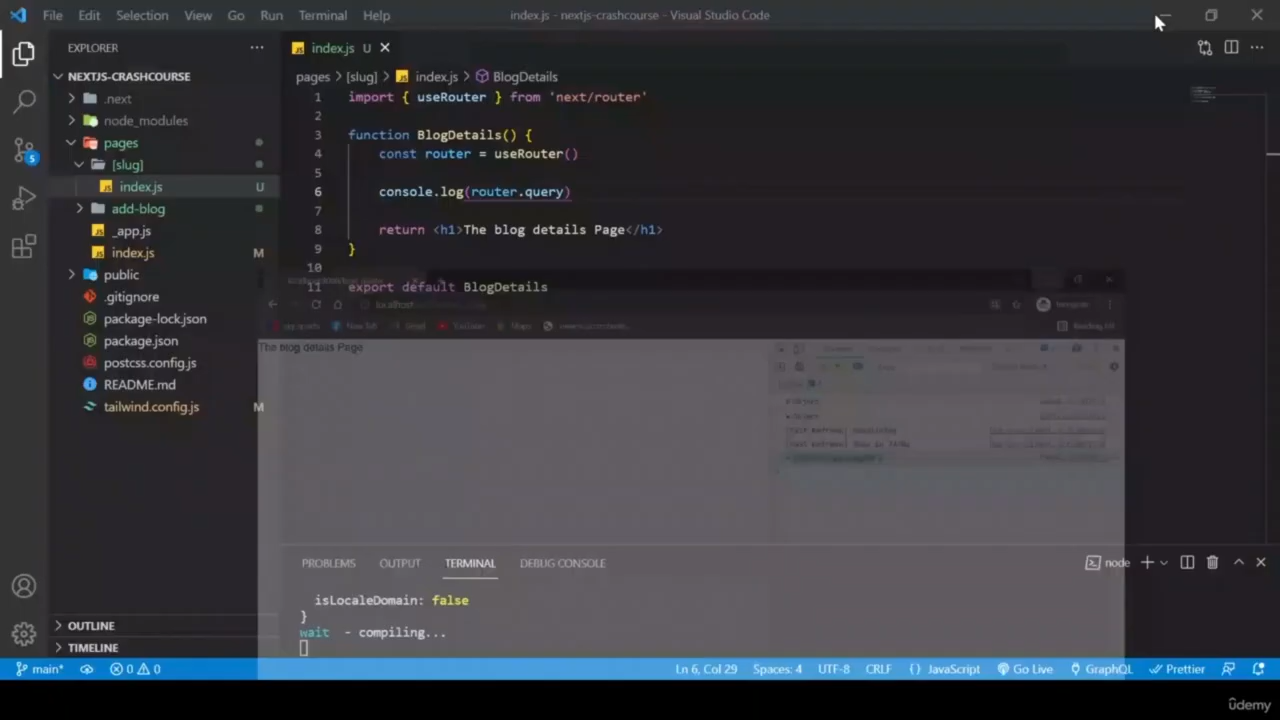 File Edit Selection View Go Run Terminal Help index.js - nextjs-crashcourse - Visual Studio Code
EXPLORER
NEXTJS-CRASHCOURSE
.next
node_modules
pages
[slug]
index.js U
add-blog
_app.js
index.js M
public
.gitignore
package-lock.json
package.json
postcss.config.js
README.md
tailwind.config.js M
OUTLINE
TIMELINE
index.js U
pages > [slug] > index.js > BlogDetails
1 import { useRouter } from 'next/router'
2
3 function BlogDetails() {
4 const router = useRouter()
5
6 console.log(router.query)
7
8 return <h1>The blog details Page</h1>
9 }
10
11 export default BlogDetails
localhost
The blog details Page
PROBLEMS OUTPUT TERMINAL DEBUG CONSOLE node
isLocaleDomain: false
}
wait - compiling...
5
main* 0 0 Ln 6, Col 29 Spaces: 4 UTF-8 CRLF {} JavaScript Go Live GraphQL Prettier
ûdemy